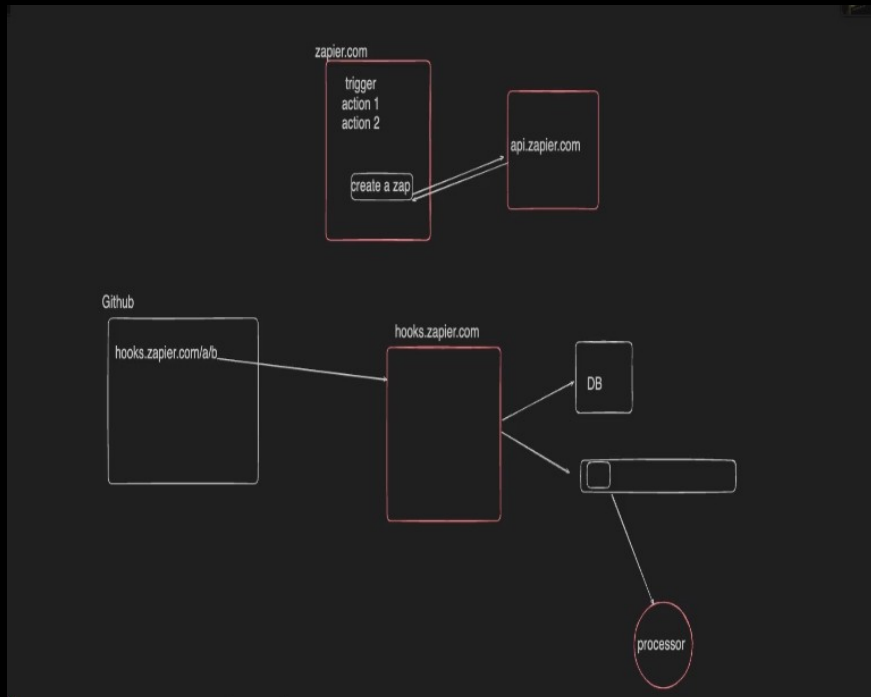 zapier.com
trigger
action 1
action 2
create a zap
api.zapier.com
Github
hooks.zapier.com/a/b
hooks.zapier.com
DB
processor